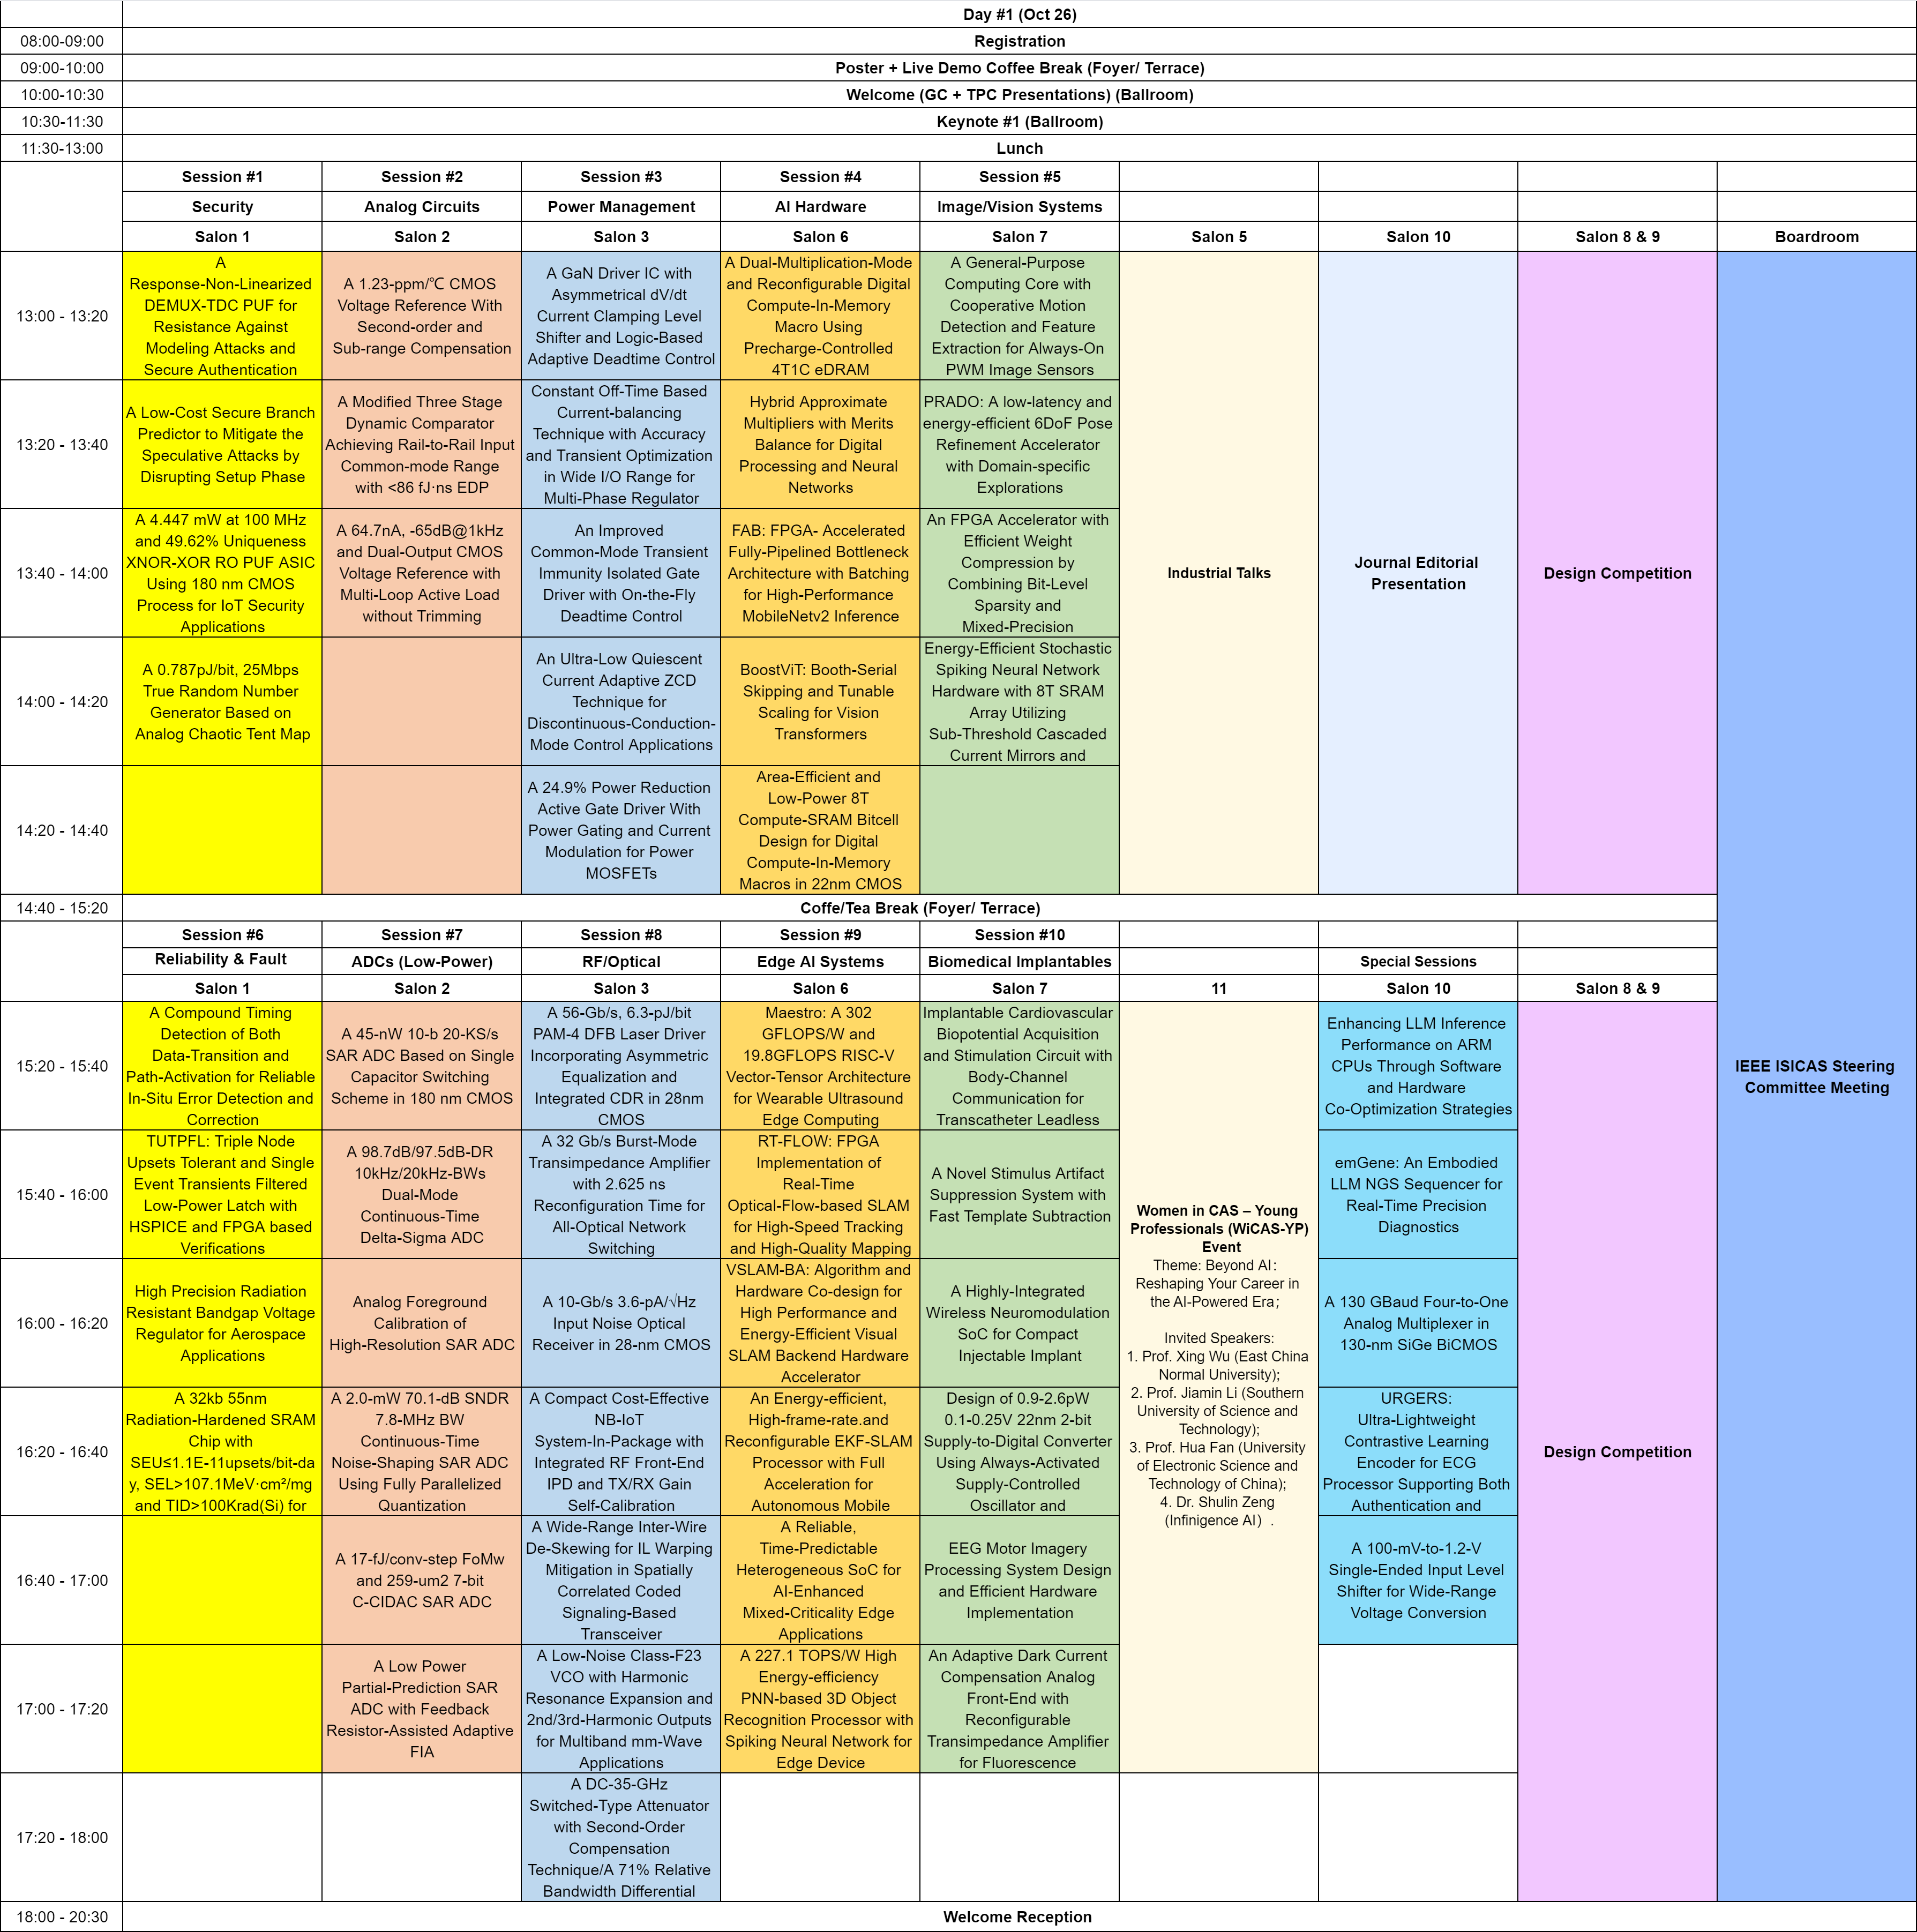 Day #1 (Oct 26)
08:00-09:00
Registration
09:00-10:00
Poster + Live Demo Coffee Break (Foyer/ Terrace)
10:00-10:30
Welcome (GC + TPC Presentations) (Ballroom)
10:30-11:30
Keynote #1 (Ballroom)
11:30-13:00
Lunch
Session #1
Session #2
Session #3
Session #4
Session #5
Security
Analog Circuits
Power Management
AI Hardware
Image/Vision Systems
Salon 1
Salon 2
Salon 3
Salon 6
Salon 7
Salon 5
Salon 10
Salon 8 & 9
Boardroom
13:00 - 13:20
A
Response-Non-Linearized
DEMUX-TDC PUF for
Resistance Against
Modeling Attacks and
Secure Authentication
A 1.23-ppm/℃ CMOS
Voltage Reference With
Second-order and
Sub-range Compensation
A GaN Driver IC with
Asymmetrical dV/dt
Current Clamping Level
Shifter and Logic-Based
Adaptive Deadtime Control
A Dual-Multiplication-Mode
and Reconfigurable Digital
Compute-In-Memory
Macro Using
Precharge-Controlled
4T1C eDRAM
A General-Purpose
Computing Core with
Cooperative Motion
Detection and Feature
Extraction for Always-On
PWM Image Sensors
13:20 - 13:40
A Low-Cost Secure Branch
Predictor to Mitigate the
Speculative Attacks by
Disrupting Setup Phase
A Modified Three Stage
Dynamic Comparator
Achieving Rail-to-Rail Input
Common-mode Range
with <86 fJ·ns EDP
Constant Off-Time Based
Current-balancing
Technique with Accuracy
and Transient Optimization
in Wide I/O Range for
Multi-Phase Regulator
Hybrid Approximate
Multipliers with Merits
Balance for Digital
Processing and Neural
Networks
PRADO: A low-latency and
energy-efficient 6DoF Pose
Refinement Accelerator
with Domain-specific
Explorations
13:40 - 14:00
A 4.447 mW at 100 MHz
and 49.62% Uniqueness
XNOR-XOR RO PUF ASIC
Using 180 nm CMOS
Process for IoT Security
Applications
A 64.7nA, -65dB@1kHz
and Dual-Output CMOS
Voltage Reference with
Multi-Loop Active Load
without Trimming
An Improved
Common-Mode Transient
Immunity Isolated Gate
Driver with On-the-Fly
Deadtime Control
FAB: FPGA- Accelerated
Fully-Pipelined Bottleneck
Architecture with Batching
for High-Performance
MobileNetv2 Inference
An FPGA Accelerator with
Efficient Weight
Compression by
Combining Bit-Level
Sparsity and
Mixed-Precision
Industrial Talks
Journal Editorial
Presentation
Design Competition
14:00 - 14:20
A 0.787pJ/bit, 25Mbps
True Random Number
Generator Based on
Analog Chaotic Tent Map
An Ultra-Low Quiescent
Current Adaptive ZCD
Technique for
Discontinuous-Conduction-
Mode Control Applications
BoostViT: Booth-Serial
Skipping and Tunable
Scaling for Vision
Transformers
Energy-Efficient Stochastic
Spiking Neural Network
Hardware with 8T SRAM
Array Utilizing
Sub-Threshold Cascaded
Current Mirrors and
14:20 - 14:40
A 24.9% Power Reduction
Active Gate Driver With
Power Gating and Current
Modulation for Power
MOSFETs
Area-Efficient and
Low-Power 8T
Compute-SRAM Bitcell
Design for Digital
Compute-In-Memory
Macros in 22nm CMOS
14:40 - 15:20
Coffe/Tea Break (Foyer/ Terrace)
Session #6
Session #7
Session #8
Session #9
Session #10
Reliability & Fault
ADCs (Low-Power)
RF/Optical
Edge AI Systems
Biomedical Implantables
Special Sessions
Salon 1
Salon 2
Salon 3
Salon 6
Salon 7
11
Salon 10
Salon 8 & 9
15:20 - 15:40
A Compound Timing
Detection of Both
Data-Transition and
Path-Activation for Reliable
In-Situ Error Detection and
Correction
A 45-nW 10-b 20-KS/s
SAR ADC Based on Single
Capacitor Switching
Scheme in 180 nm CMOS
A 56-Gb/s, 6.3-pJ/bit
PAM-4 DFB Laser Driver
Incorporating Asymmetric
Equalization and
Integrated CDR in 28nm
CMOS
Maestro: A 302
GFLOPS/W and
19.8GFLOPS RISC-V
Vector-Tensor Architecture
for Wearable Ultrasound
Edge Computing
Implantable Cardiovascular
Biopotential Acquisition
and Stimulation Circuit with
Body-Channel
Communication for
Transcatheter Leadless
Enhancing LLM Inference
Performance on ARM
CPUs Through Software
and Hardware
Co-Optimization Strategies
IEEE ISICAS Steering
Committee Meeting
15:40 - 16:00
TUTPFL: Triple Node
Upsets Tolerant and Single
Event Transients Filtered
Low-Power Latch with
HSPICE and FPGA based
Verifications
A 98.7dB/97.5dB-DR
10kHz/20kHz-BWs
Dual-Mode
Continuous-Time
Delta-Sigma ADC
A 32 Gb/s Burst-Mode
Transimpedance Amplifier
with 2.625 ns
Reconfiguration Time for
All-Optical Network
Switching
RT-FLOW: FPGA
Implementation of
Real-Time
Optical-Flow-based SLAM
for High-Speed Tracking
and High-Quality Mapping
A Novel Stimulus Artifact
Suppression System with
Fast Template Subtraction
emGene: An Embodied
LLM NGS Sequencer for
Real-Time Precision
Diagnostics
16:00 - 16:20
High Precision Radiation
Resistant Bandgap Voltage
Regulator for Aerospace
Applications
Analog Foreground
Calibration of
High-Resolution SAR ADC
A 10-Gb/s 3.6-pA/√Hz
Input Noise Optical
Receiver in 28-nm CMOS
VSLAM-BA: Algorithm and
Hardware Co-design for
High Performance and
Energy-Efficient Visual
SLAM Backend Hardware
Accelerator
A Highly-Integrated
Wireless Neuromodulation
SoC for Compact
Injectable Implant
Women in CAS – Young
Professionals (WiCAS-YP)
Event
Theme: Beyond AI：
Reshaping Your Career in
the AI-Powered Era；
Invited Speakers:
1. Prof. Xing Wu (East China
Normal University);
2. Prof. Jiamin Li (Southern
University of Science and
Technology);
3. Prof. Hua Fan (University
of Electronic Science and
Technology of China);
4. Dr. Shulin Zeng
(Infinigence AI）.
A 130 GBaud Four-to-One
Analog Multiplexer in
130-nm SiGe BiCMOS
16:20 - 16:40
A 32kb 55nm
Radiation-Hardened SRAM
Chip with
SEU≤1.1E-11upsets/bit-da
y, SEL>107.1MeV·cm²/mg
and TID>100Krad(Si) for
A 2.0-mW 70.1-dB SNDR
7.8-MHz BW
Continuous-Time
Noise-Shaping SAR ADC
Using Fully Parallelized
Quantization
A Compact Cost-Effective
NB-IoT
System-In-Package with
Integrated RF Front-End
IPD and TX/RX Gain
Self-Calibration
An Energy-efficient,
High-frame-rate.and
Reconfigurable EKF-SLAM
Processor with Full
Acceleration for
Autonomous Mobile
Design of 0.9-2.6pW
0.1-0.25V 22nm 2-bit
Supply-to-Digital Converter
Using Always-Activated
Supply-Controlled
Oscillator and
URGERS:
Ultra-Lightweight
Contrastive Learning
Encoder for ECG
Processor Supporting Both
Authentication and
Design Competition
16:40 - 17:00
A 17-fJ/conv-step FoMw
and 259-um2 7-bit
C-CIDAC SAR ADC
A Wide-Range Inter-Wire
De-Skewing for IL Warping
Mitigation in Spatially
Correlated Coded
Signaling-Based
Transceiver
A Reliable,
Time-Predictable
Heterogeneous SoC for
AI-Enhanced
Mixed-Criticality Edge
Applications
EEG Motor Imagery
Processing System Design
and Efficient Hardware
Implementation
A 100-mV-to-1.2-V
Single-Ended Input Level
Shifter for Wide-Range
Voltage Conversion
17:00 - 17:20
A Low Power
Partial-Prediction SAR
ADC with Feedback
Resistor-Assisted Adaptive
FIA
A Low-Noise Class-F23
VCO with Harmonic
Resonance Expansion and
2nd/3rd-Harmonic Outputs
for Multiband mm-Wave
Applications
A 227.1 TOPS/W High
Energy-efficiency
PNN-based 3D Object
Recognition Processor with
Spiking Neural Network for
Edge Device
An Adaptive Dark Current
Compensation Analog
Front-End with
Reconfigurable
Transimpedance Amplifier
for Fluorescence
17:20 - 18:00
A DC-35-GHz
Switched-Type Attenuator
with Second-Order
Compensation
Technique/A 71% Relative
Bandwidth Differential
18:00 - 20:30
Welcome Reception